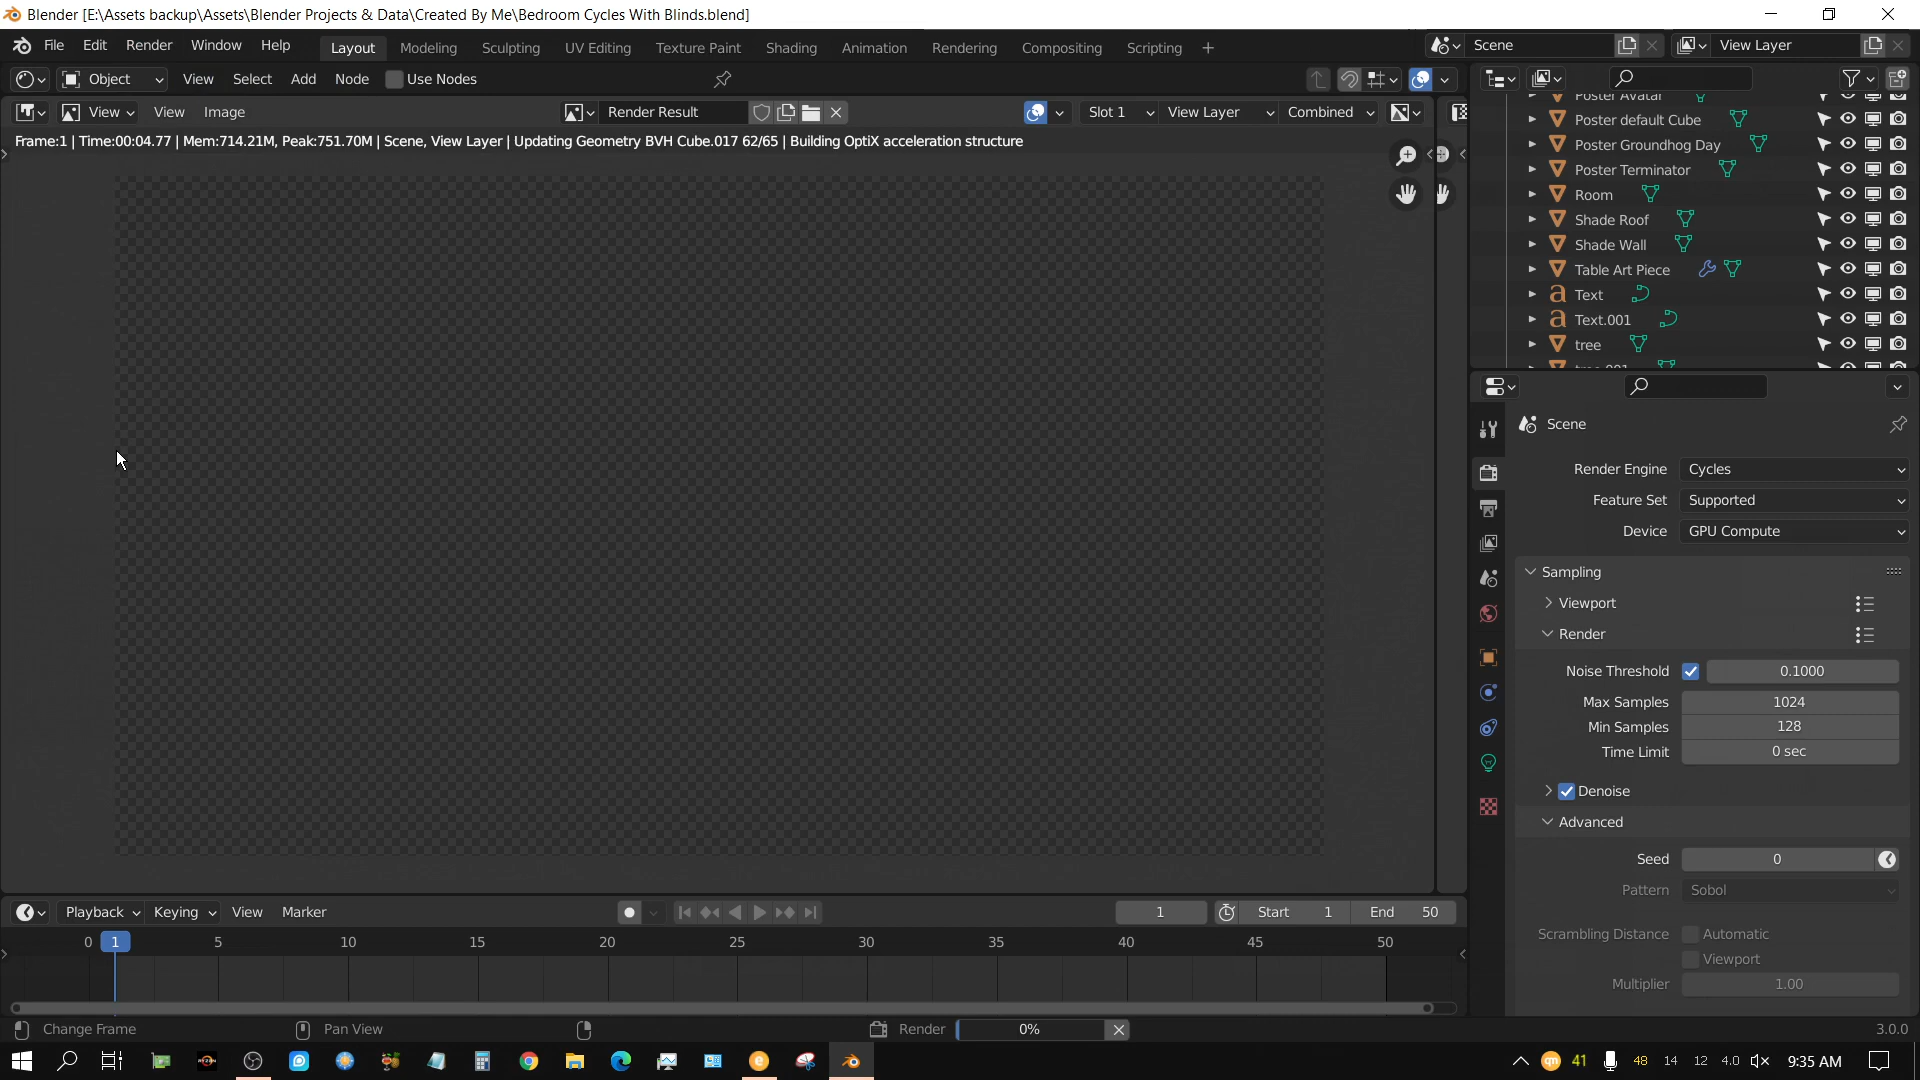 Blender [E:\Assets backup\Assets\Blender Projects & Data\Created By Me\Bedroom Cycles With Blinds.blend]
File Edit Render Window Help Layout Modeling Sculpting UV Editing Texture Paint Shading Animation Rendering Compositing Scripting + Scene View Layer
Object View Select Add Node Use Nodes
View View Image Render Result Slot 1 View Layer Combined
Frame:1 | Time:00:04.77 | Mem:714.21M, Peak:751.70M | Scene, View Layer | Updating Geometry BVH Cube.017 62/65 | Building OptiX acceleration structure
Poster Avatar
Poster default Cube
Poster Groundhog Day
Poster Terminator
Room
Shade Roof
Shade Wall
Table Art Piece
Text
Text.001
tree
Scene
Render Engine Cycles
Feature Set Supported
Device GPU Compute
Sampling
Viewport
Render
Noise Threshold 0.1000
Max Samples 1024
Min Samples 128
Time Limit 0 sec
Denoise
Advanced
Seed 0
Pattern Sobol
Scrambling Distance Automatic
Viewport
Multiplier 1.00
Playback Keying View Marker 1 Start 1 End 50
0 1 5 10 15 20 25 30 35 40 45 50
Change Frame Pan View Render 0% 3.0.0
41 48 14 12 4.0 9:35 AM